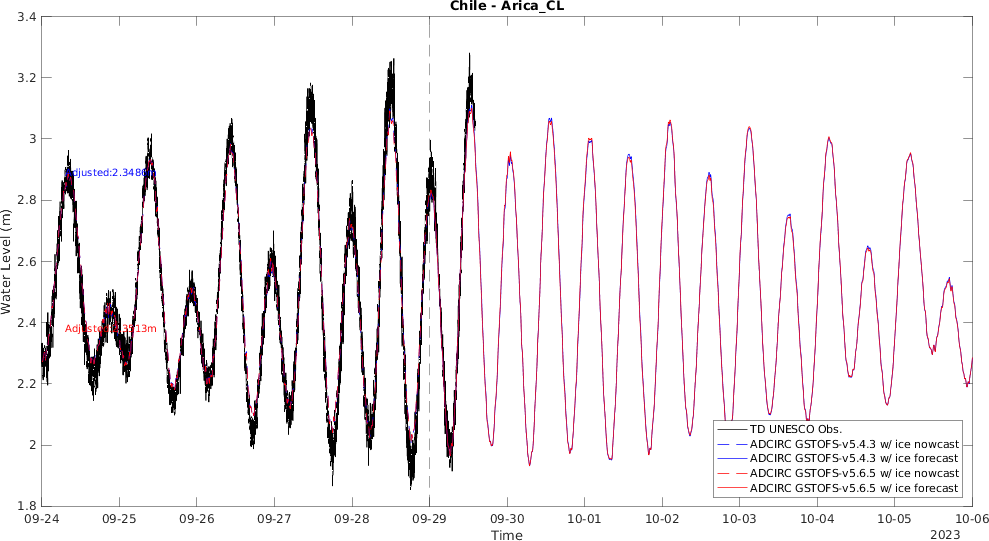 Chile - Arica_CL
3.4
3.2
3
2.8
2.6
2.4
2.2
2
1.8
Water Level (m)
Adjusted:2.3486m
TD UNESCO Obs.
ADCIRC GSTOFS-v5.4.3 w/ ice nowcast
ADCIRC GSTOFS-v5.4.3 w/ ice forecast
ADCIRC GSTOFS-v5.6.5 w/ ice nowcast
ADCIRC GSTOFS-v5.6.5 w/ ice forecast
09-24 09-25 09-26 09-27 09-28 09-29 09-30 10-01 10-02 10-03 10-04 10-05 10-06
Time
2023